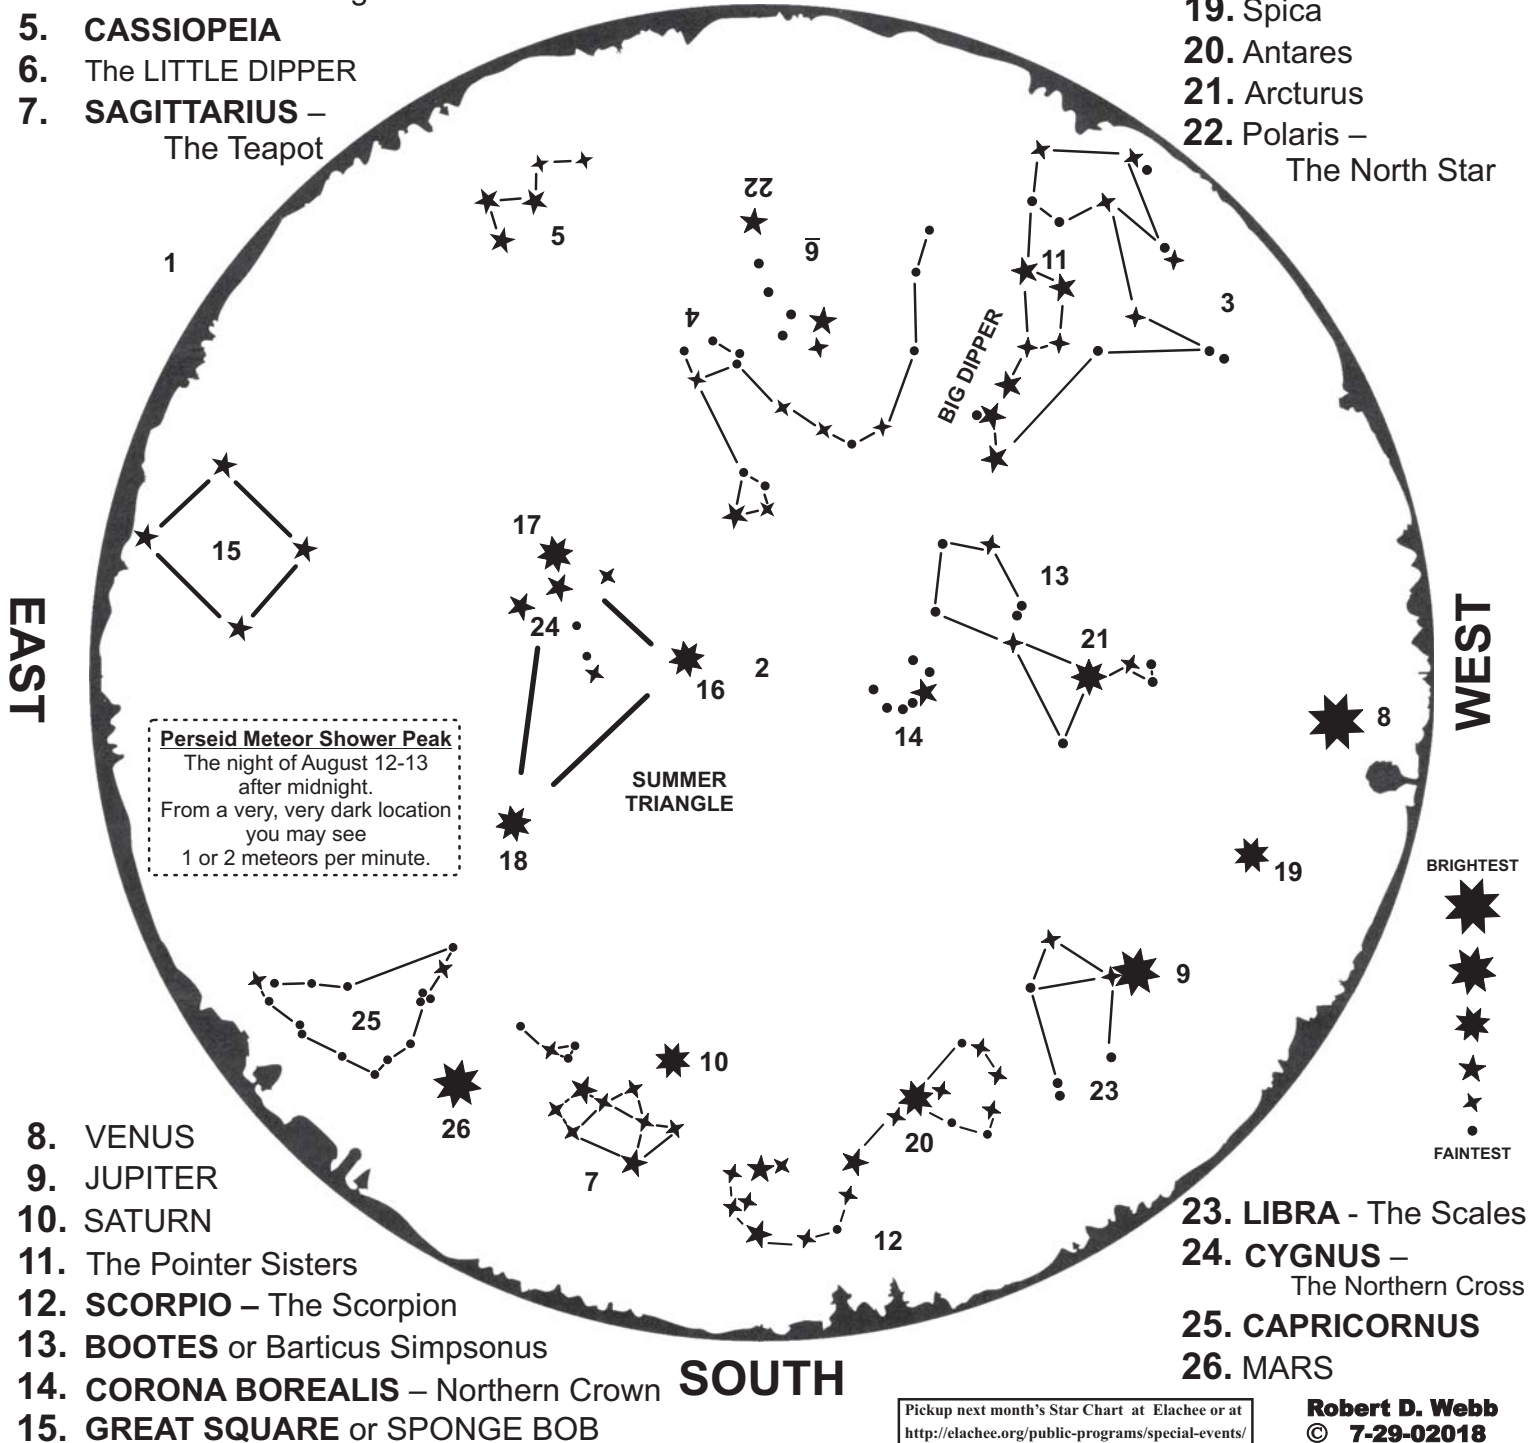 5. CASSIOPEIA
6. The LITTLE DIPPER
7. SAGITTARIUS –
The Teapot
19. Spica
20. Antares
21. Arcturus
22. Polaris –
The North Star
22
5
6
1
11
3
4
BIG DIPPER
17
15
13
24
21
2
16
EAST
WEST
8
14
Perseid Meteor Shower Peak
The night of August 12-13
after midnight.
From a very, very dark location
you may see
1 or 2 meteors per minute.
SUMMER
TRIANGLE
18
19
BRIGHTEST
9
25
10
23
26
20
7
12
FAINTEST
8. VENUS
9. JUPITER
10. SATURN
11. The Pointer Sisters
12. SCORPIO – The Scorpion
13. BOOTES or Barticus Simpsonus
14. CORONA BOREALIS – Northern Crown
15. GREAT SQUARE or SPONGE BOB
SOUTH
23. LIBRA - The Scales
24. CYGNUS –
The Northern Cross
25. CAPRICORNUS
26. MARS
Pickup next month's Star Chart at Elachee or at
http://elachee.org/public-programs/special-events/
Robert D. Webb
© 7-29-02018